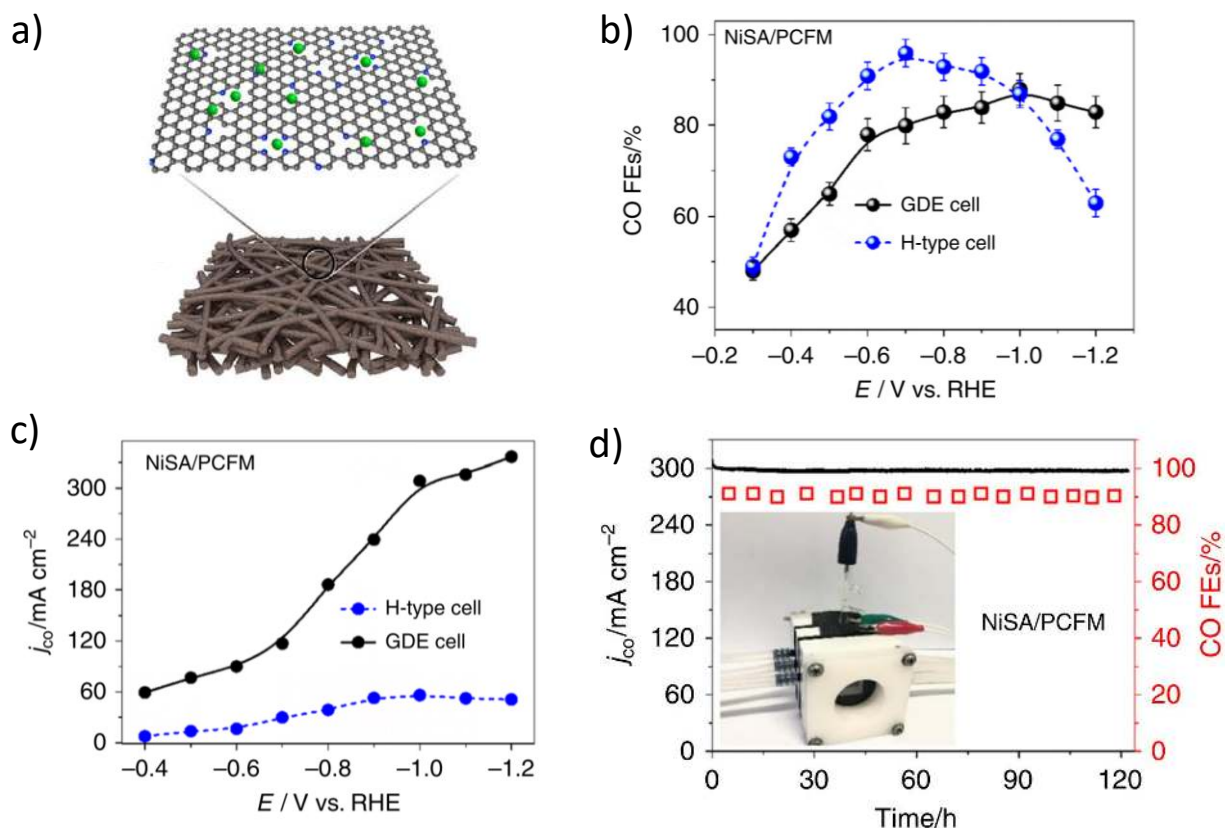 a)
b)
NiSA/PCFM
CO FEs/%
100
80
60
40
GDE cell
H-type cell
−0.2 −0.4 −0.6 −0.8 −1.0 −1.2
E / V vs. RHE
c)
NiSA/PCFM
jco/mA cm−2
300
240
180
120
60
0
H-type cell
GDE cell
−0.4 −0.6 −0.8 −1.0 −1.2
E / V vs. RHE
d)
jco/mA cm−2
300
240
180
120
60
0
NiSA/PCFM
100
80
60
40
20
0
CO FEs/%
0 30 60 90 120
Time/h